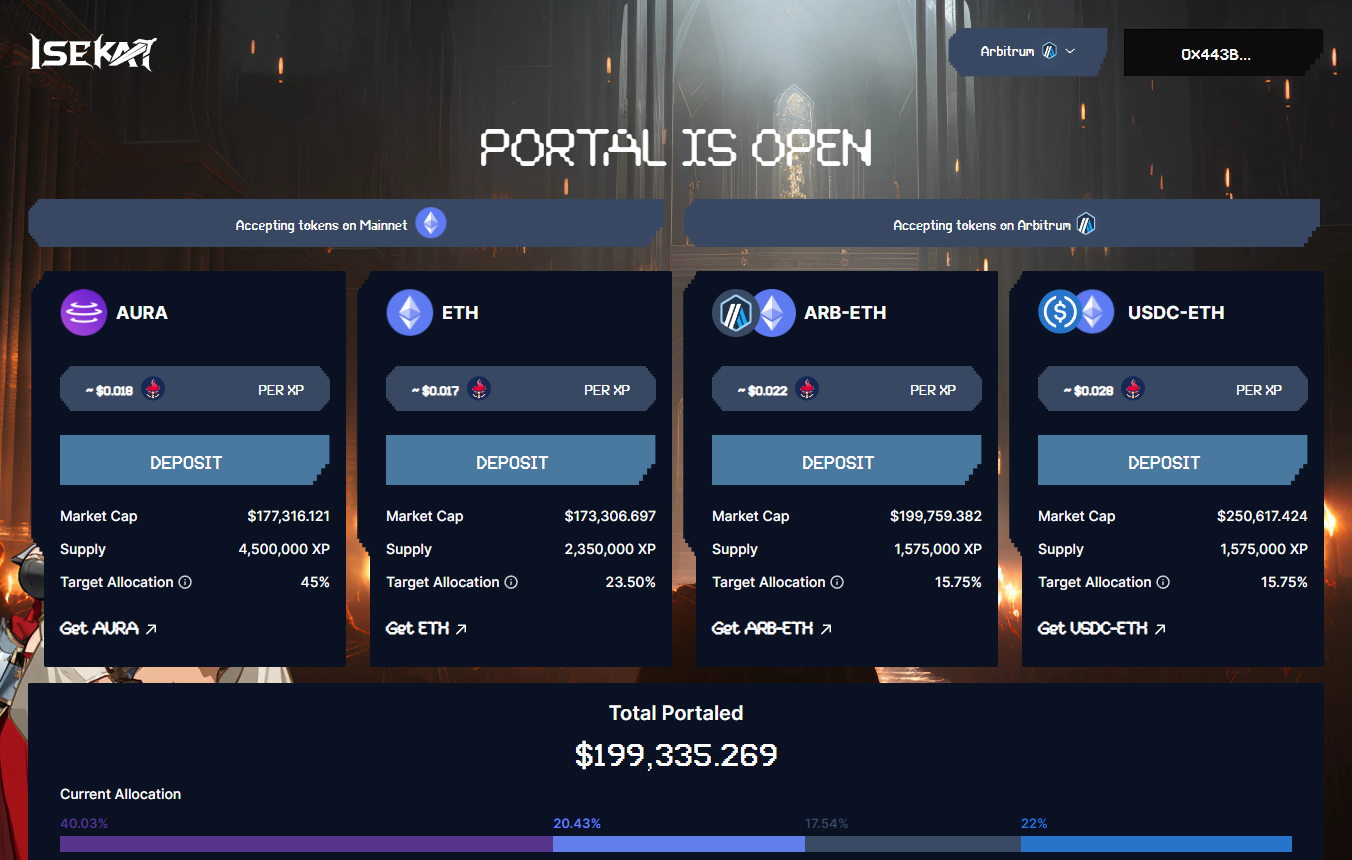 ISEKAI
Arbitrum
0X443B...
PORTAL IS OPEN
Accepting tokens on Mainnet
Accepting tokens on Arbitrum
AURA
~ $0.018 PER XP
DEPOSIT
Market Cap $177,316.121
Supply 4,500,000 XP
Target Allocation 45%
Get AURA
ETH
~ $0.017 PER XP
DEPOSIT
Market Cap $173,306.697
Supply 2,350,000 XP
Target Allocation 23.50%
Get ETH
ARB-ETH
~ $0.022 PER XP
DEPOSIT
Market Cap $199,759.382
Supply 1,575,000 XP
Target Allocation 15.75%
Get ARB-ETH
USDC-ETH
~ $0.028 PER XP
DEPOSIT
Market Cap $250,617.424
Supply 1,575,000 XP
Target Allocation 15.75%
Get USDC-ETH
Total Portaled
$199,335.269
Current Allocation
40.03% 20.43% 17.54% 22%